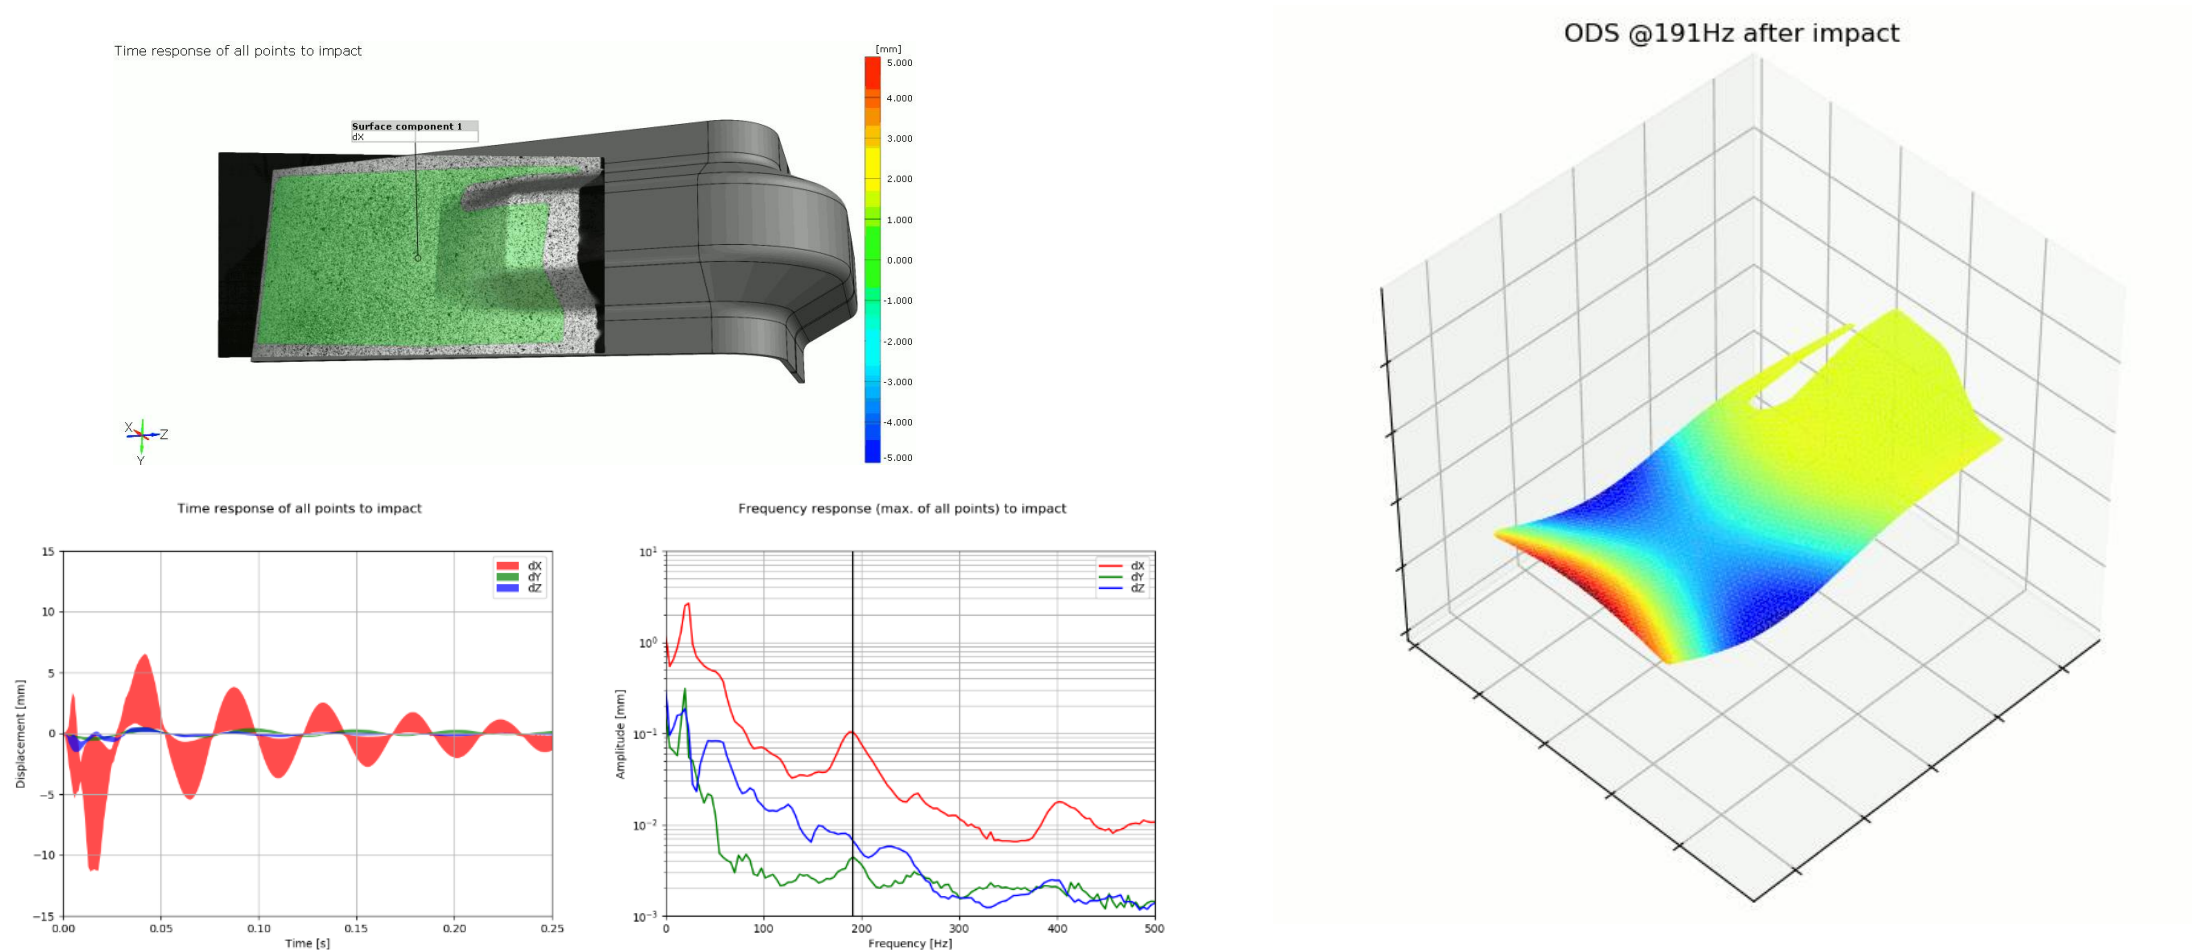 ODS @191Hz after impact
Time response of all points to impact
[mm]
5.000
4.000
3.000
2.000
1.000
0.000
-1.000
-2.000
-3.000
-4.000
-5.000
Surface component 1
dX
X
Z
Y
Time response of all points to impact
15
10
5
0
−5
−10
−15
Displacement [mm]
dX
dY
dZ
0.00 0.05 0.10 0.15 0.20 0.25
Time [s]
Frequency response (max. of all points) to impact
10¹
10⁰
10⁻¹
10⁻²
10⁻³
Amplitude [mm]
dX
dY
dZ
0 100 200 300 400 500
Frequency [Hz]